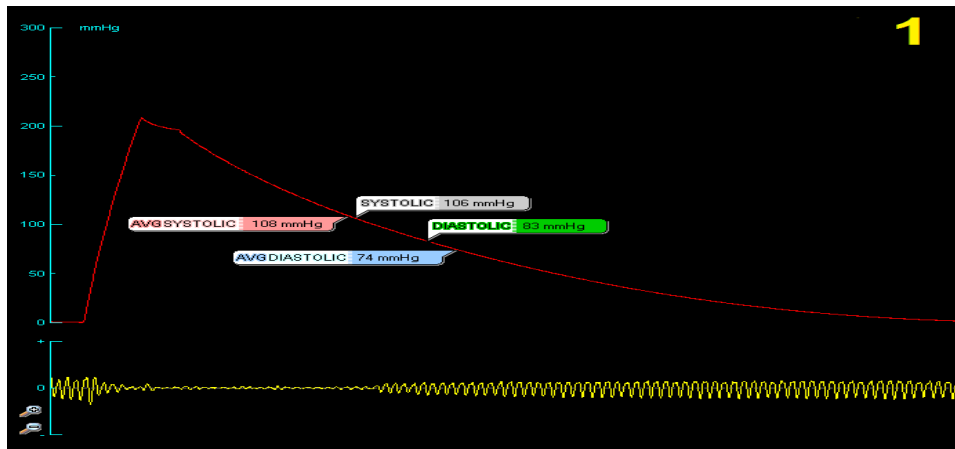 300 mmHg
1
250
200
150
SYSTOLIC 106 mmHg
AVG SYSTOLIC 108 mmHg
100
DIASTOLIC 83 mmHg
AVG DIASTOLIC 74 mmHg
50
0
+
0
-